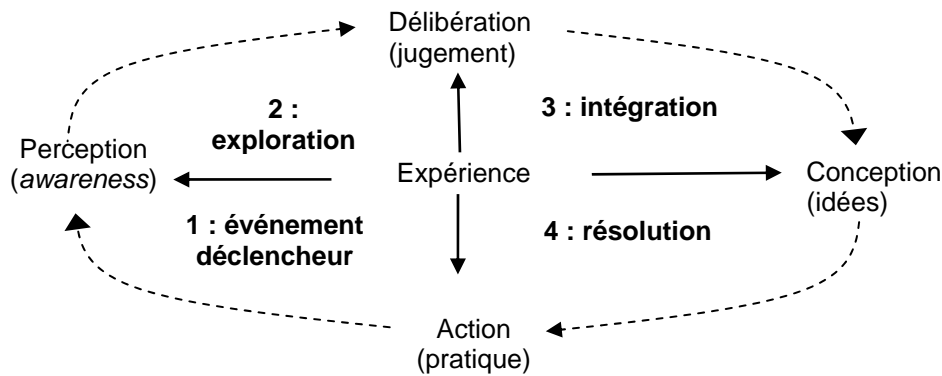 Délibération
(jugement)
2 :
exploration
3 : intégration
Perception
(awareness)
Expérience
Conception
(idées)
1 : événement
déclencheur
4 : résolution
Action
(pratique)